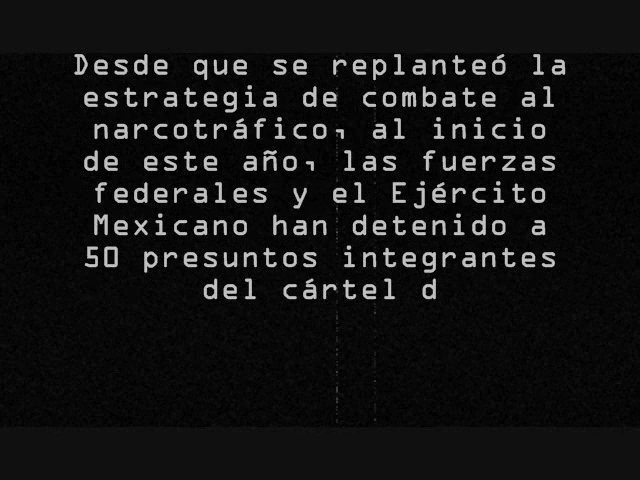 Desde que se replanteó la
estrategia de combate al
narcotráfico, al inicio
de este año, las fuerzas
federales y el Ejército
Mexicano han detenido a
50 presuntos integrantes
del cártel d